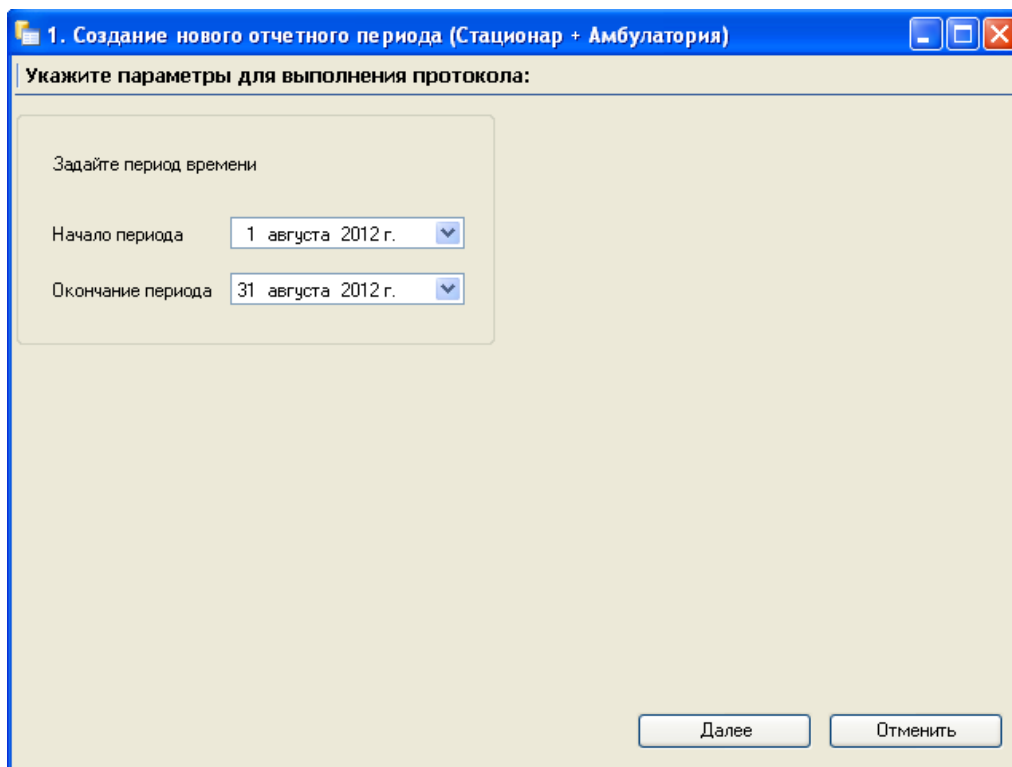 1. Создание нового отчетного периода (Стационар + Амбулатория)
Укажите параметры для выполнения протокола:
Задайте период времени
Начало периода 1 августа 2012 г.
Окончание периода 31 августа 2012 г.
Далее Отменить